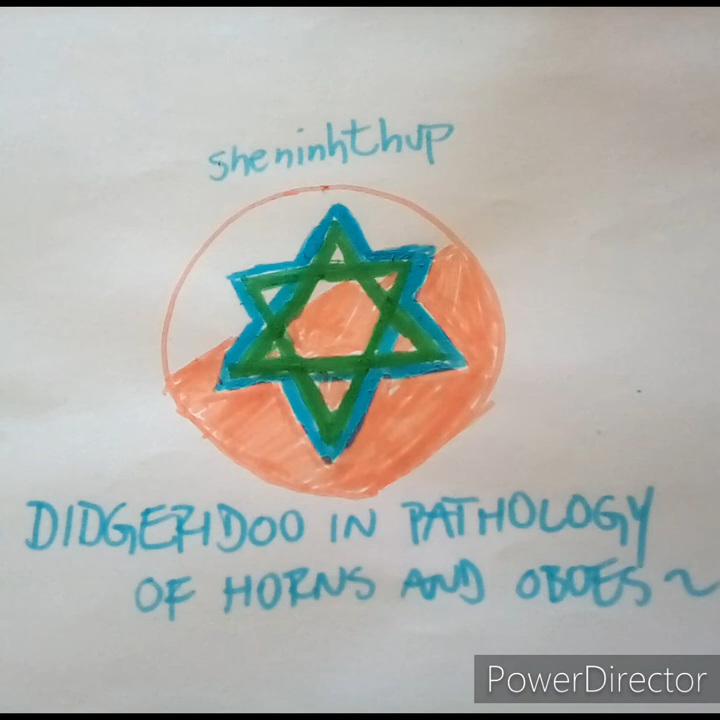 sheninhthup
DIDGERIDOO IN PATHOLOGY
OF HORNS AND OBOES ~
PowerDirector